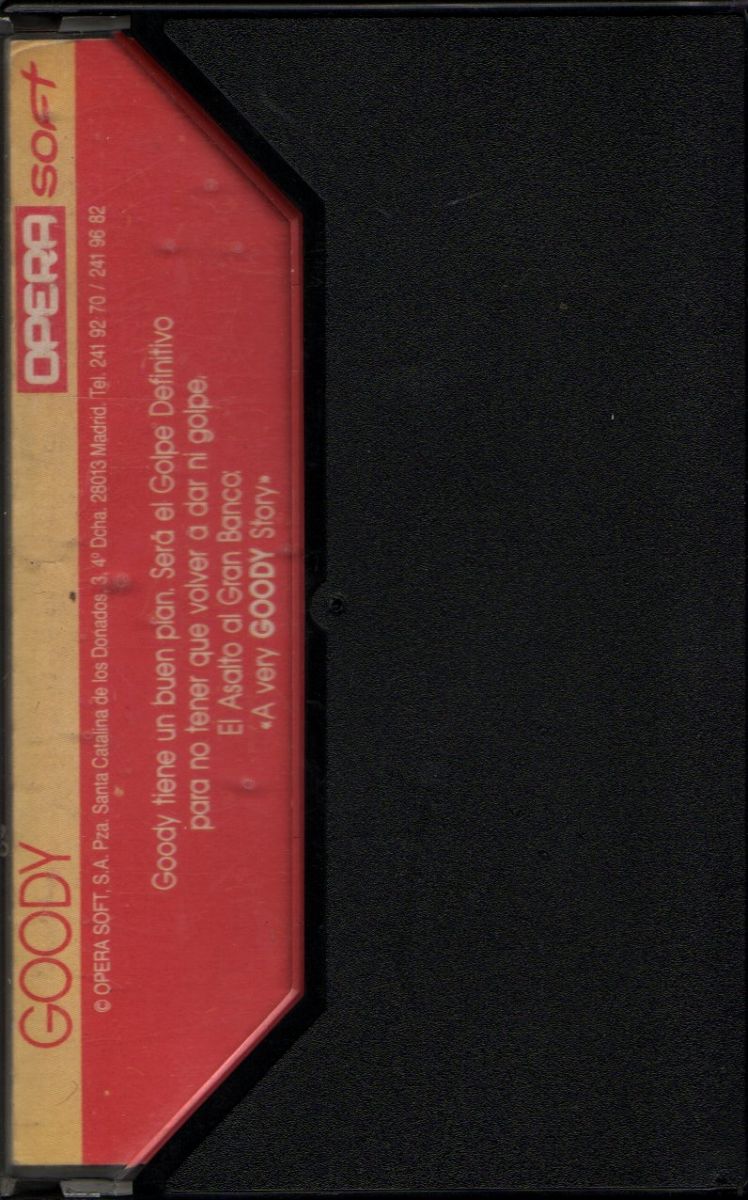 GOODY OPERA SOFT
© OPERA SOFT, S.A. Pza. Santa Catalina de los Donados, 3, 4º Dcha. 28013 Madrid. Tel. 241 92 70 / 241 96 82
Goody tiene un buen plan. Será el Golpe Definitivo
para no tener que volver a dar ni golpe.
El Asalto al Gran Banco:
«A very GOODY Story»